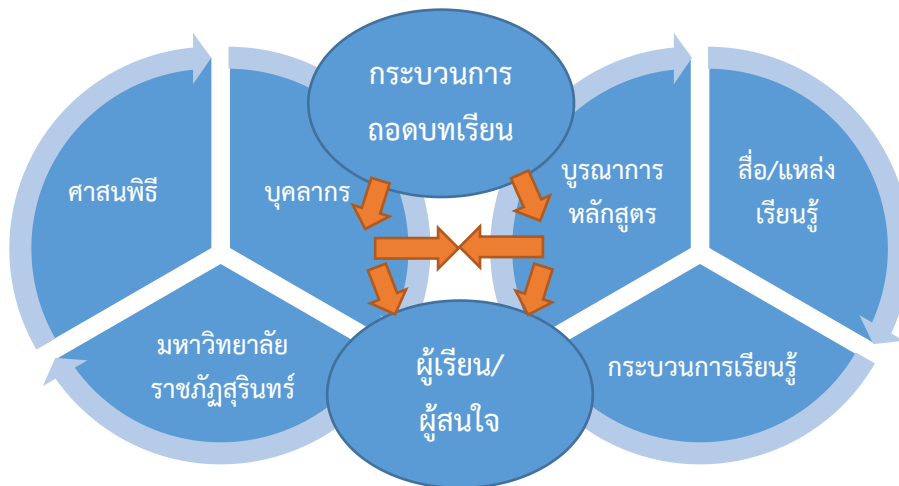 กระบวนการ
ถอดบทเรียน
ศาสนพิธี
บุคลากร
บูรณาการ
หลักสูตร
สื่อ/แหล่ง
เรียนรู้
มหาวิทยาลัย
ราชภัฏสุรินทร์
ผู้เรียน/
ผู้สนใจ
กระบวนการเรียนรู้